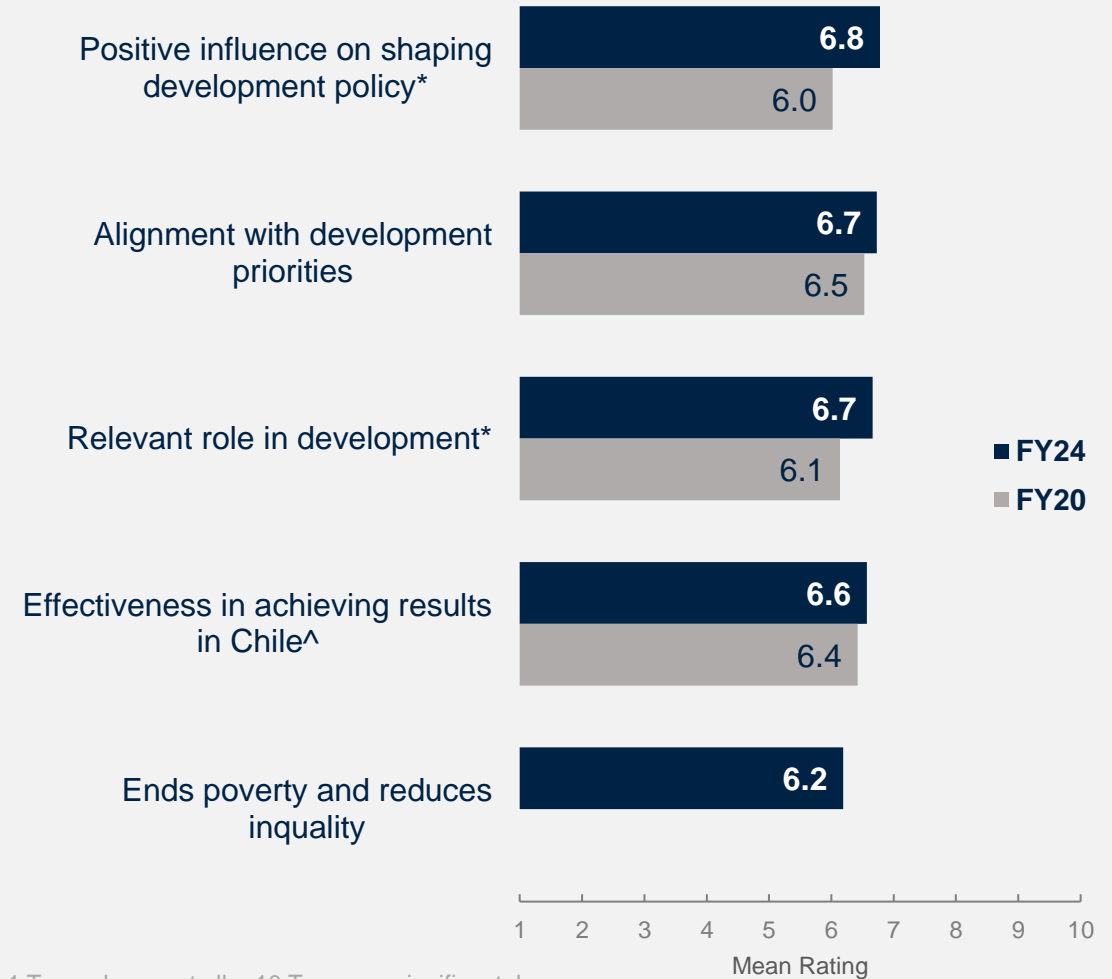 Positive influence on shaping
development policy*
6.8
6.0
Alignment with development
priorities
6.7
6.5
Relevant role in development*
6.7
6.1
FY24
FY20
Effectiveness in achieving results
in Chile^
6.6
6.4
Ends poverty and reduces
inquality
6.2
1 2 3 4 5 6 7 8 9 10
Mean Rating